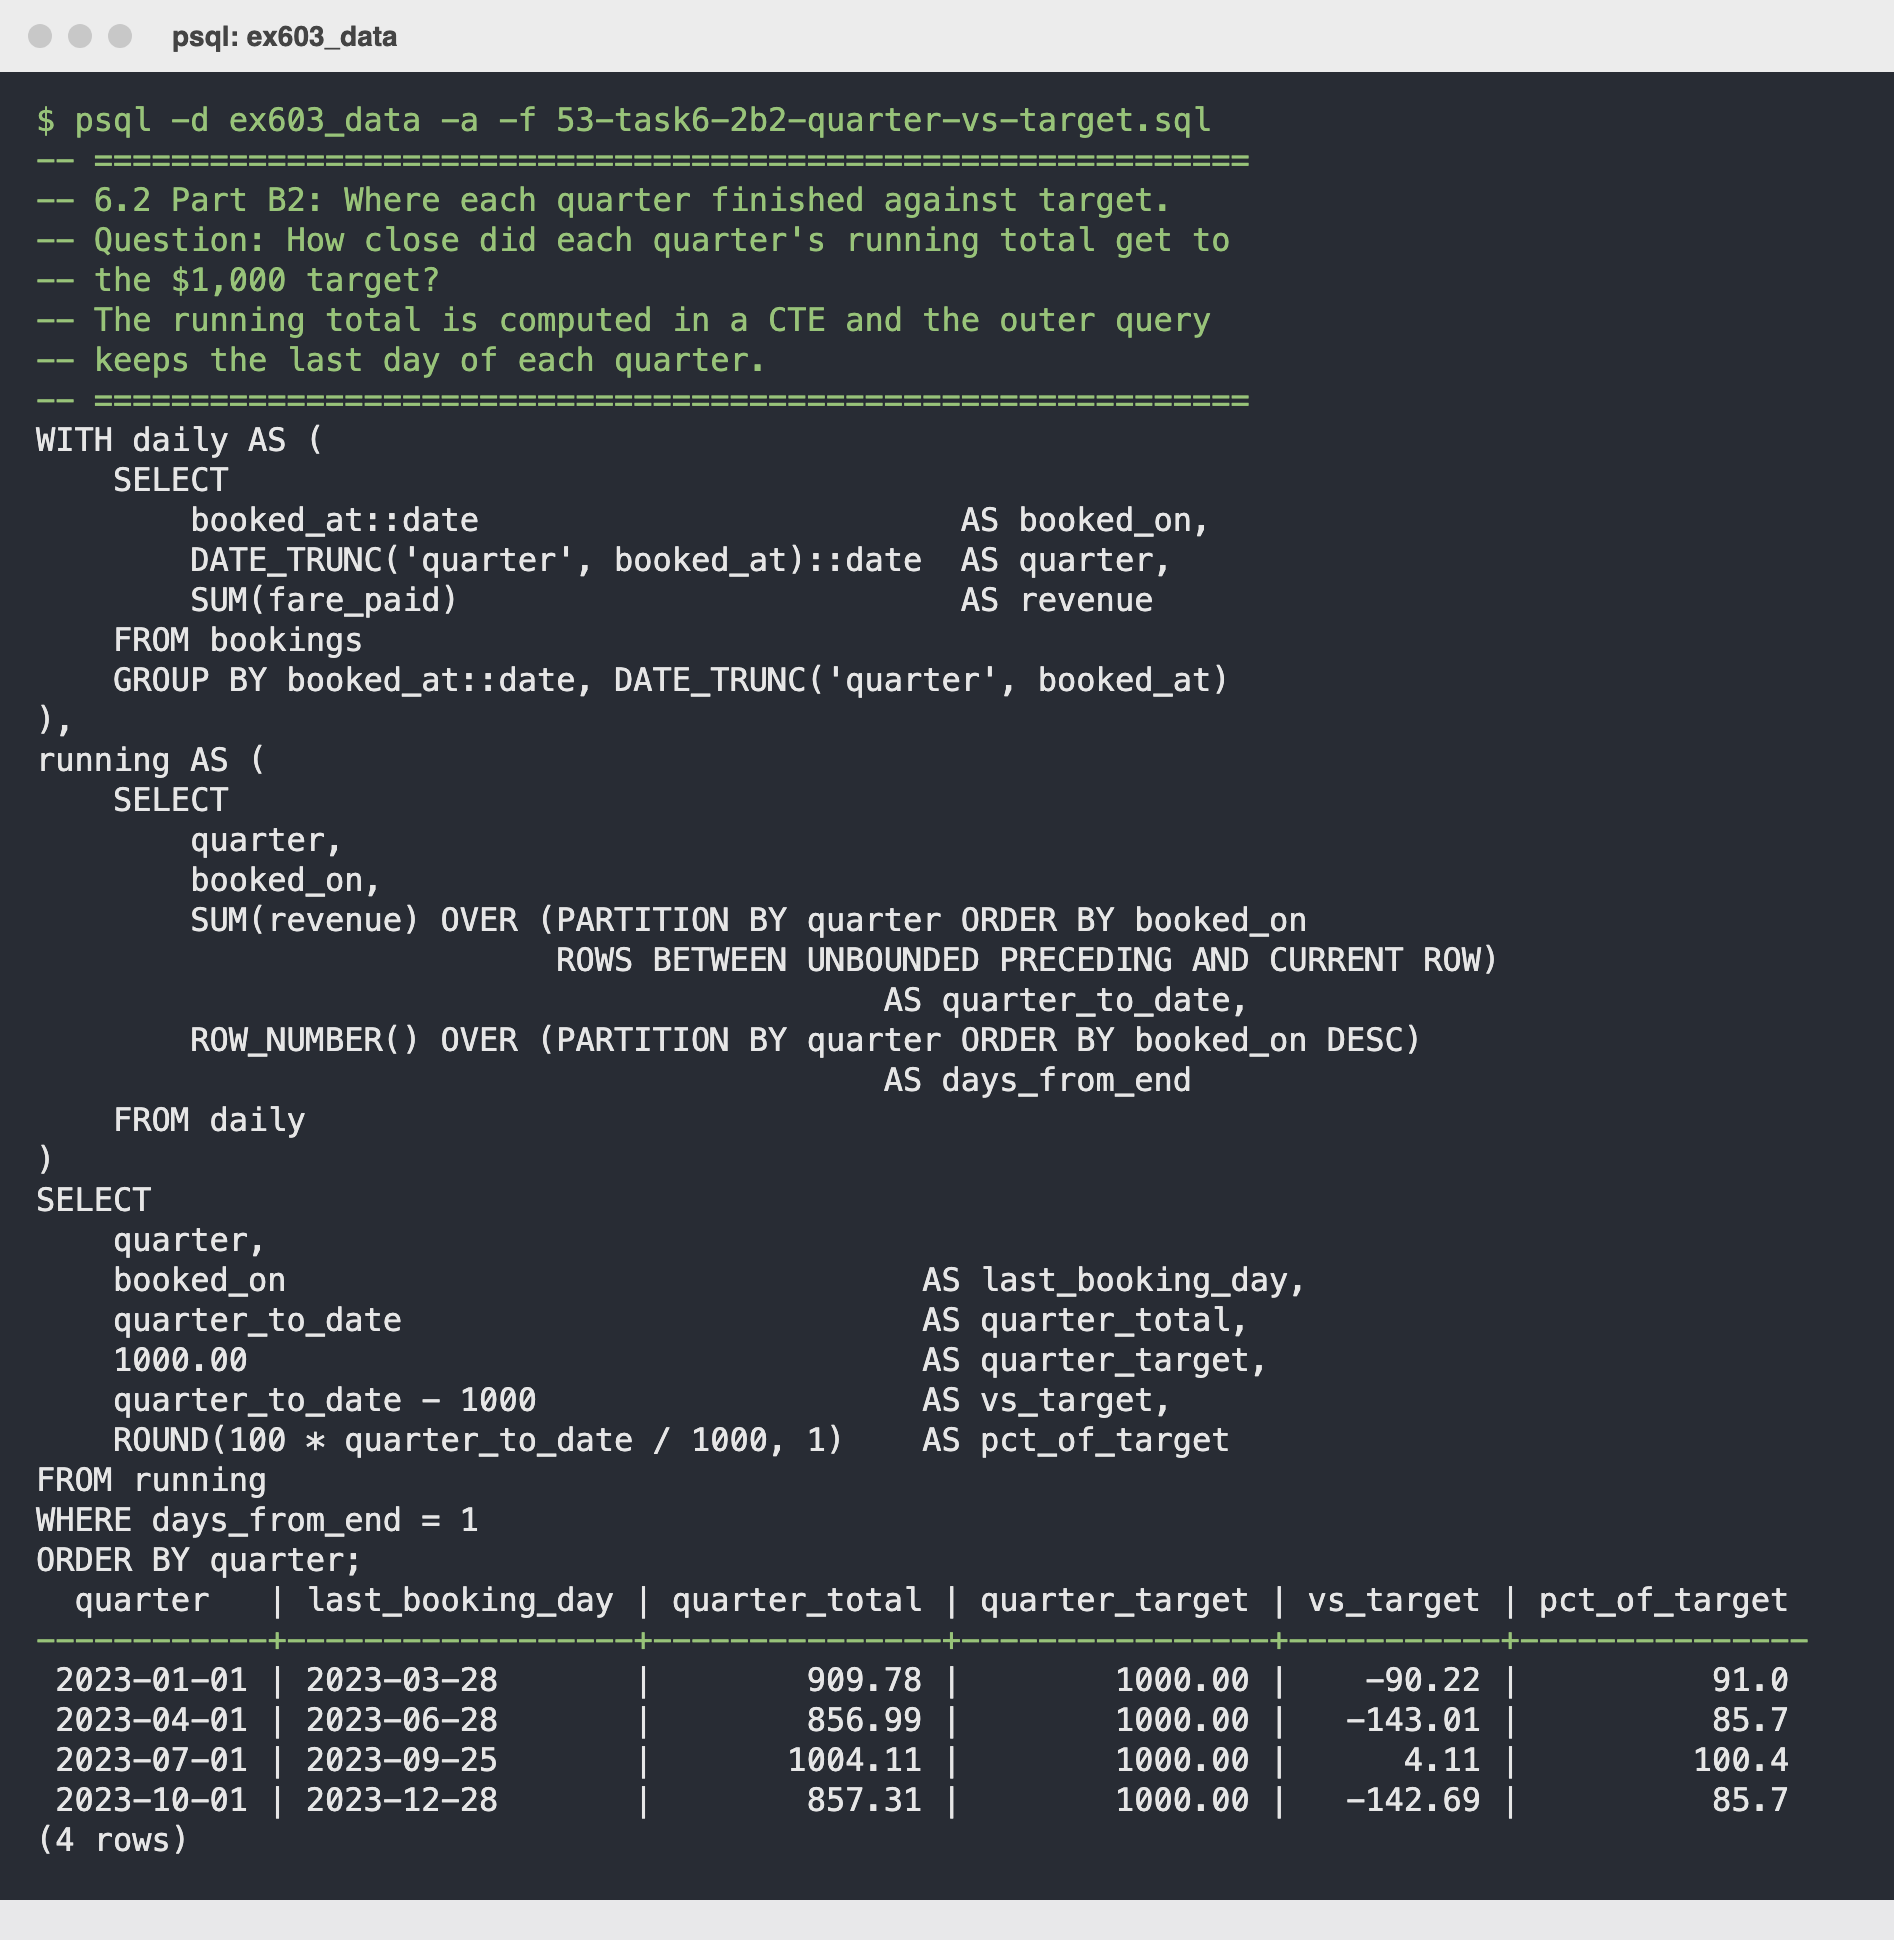 psql: ex603_data
$ psql -d ex603_data -a -f 53-task6-2b2-quarter-vs-target.sql
-- ============================================================
-- 6.2 Part B2: Where each quarter finished against target.
-- Question: How close did each quarter's running total get to
-- the $1,000 target?
-- The running total is computed in a CTE and the outer query
-- keeps the last day of each quarter.
-- ============================================================
WITH daily AS (
    SELECT
        booked_at::date                         AS booked_on,
        DATE_TRUNC('quarter', booked_at)::date  AS quarter,
        SUM(fare_paid)                          AS revenue
    FROM bookings
    GROUP BY booked_at::date, DATE_TRUNC('quarter', booked_at)
),
running AS (
    SELECT
        quarter,
        booked_on,
        SUM(revenue) OVER (PARTITION BY quarter ORDER BY booked_on
                           ROWS BETWEEN UNBOUNDED PRECEDING AND CURRENT ROW)
                                            AS quarter_to_date,
        ROW_NUMBER() OVER (PARTITION BY quarter ORDER BY booked_on DESC)
                                            AS days_from_end
    FROM daily
)
SELECT
    quarter,
    booked_on                                 AS last_booking_day,
    quarter_to_date                           AS quarter_total,
    1000.00                                   AS quarter_target,
    quarter_to_date - 1000                    AS vs_target,
    ROUND(100 * quarter_to_date / 1000, 1)    AS pct_of_target
FROM running
WHERE days_from_end = 1
ORDER BY quarter;
  quarter   | last_booking_day | quarter_total | quarter_target | vs_target | pct_of_target
------------+------------------+---------------+----------------+-----------+---------------
 2023-01-01 | 2023-03-28       |        909.78 |        1000.00 |    -90.22 |          91.0
 2023-04-01 | 2023-06-28       |        856.99 |        1000.00 |   -143.01 |          85.7
 2023-07-01 | 2023-09-25       |       1004.11 |        1000.00 |      4.11 |         100.4
 2023-10-01 | 2023-12-28       |        857.31 |        1000.00 |   -142.69 |          85.7
(4 rows)